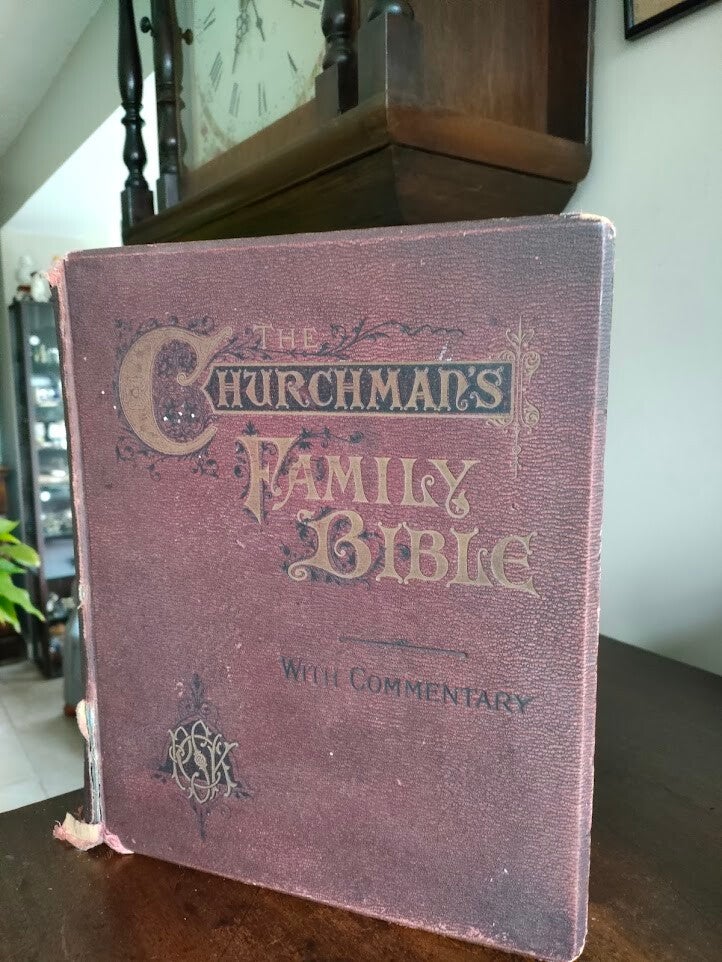 THE
CHURCHMAN'S
FAMILY
BIBLE
WITH COMMENTARY